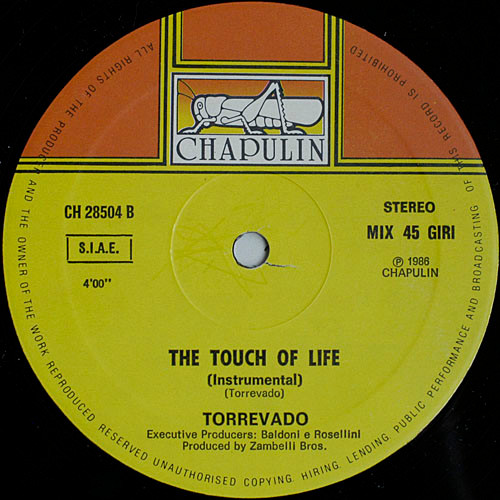 ALL RIGHTS OF THE PRODUCER AND THE OWNER OF THE WORK REPRODUCED RESERVED UNAUTHORISED COPYING, HIRING, LENDING, PUBLIC PERFORMANCE AND BROADCASTING OF THIS RECORD IS PROHIBITED
CHAPULIN
CH 28504 B
STEREO
MIX 45 GIRI
S.I.A.E.
℗ 1986
CHAPULIN
4'00"
THE TOUCH OF LIFE
(Instrumental)
(Torrevado)
TORREVADO
Executive Producers: Baldoni e Rosellini
Produced by Zambelli Bros.